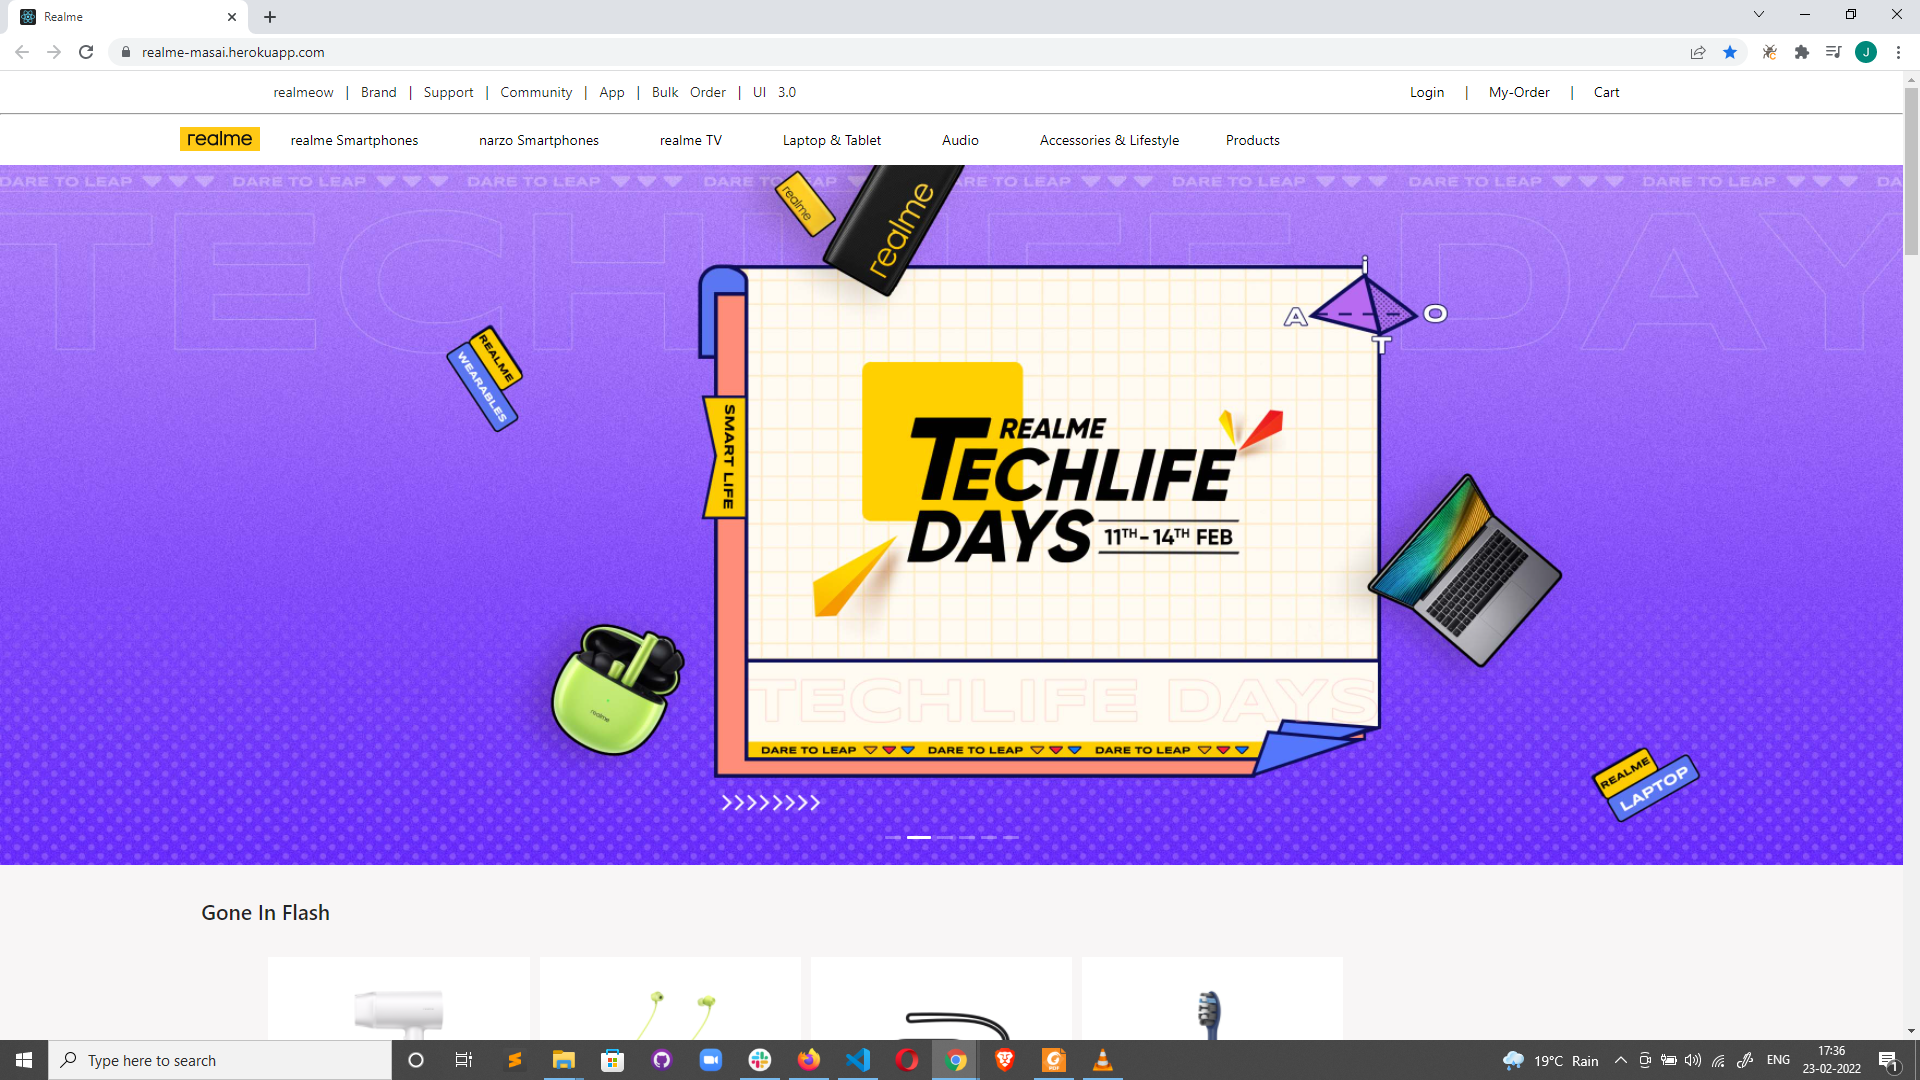 Realme
realme-masai.herokuapp.com
J
realmeow | Brand | Support | Community | App | Bulk Order | UI 3.0
Login | My-Order | Cart
realme
realme Smartphones narzo Smartphones realme TV Laptop & Tablet Audio Accessories & Lifestyle Products
DARE TO LEAP DARE TO LEAP DARE TO LEAP DARE TO LEAP DARE TO LEAP DARE TO LEAP DARE TO LEAP DARE TO LEAP DA
TECHLIFE DAY
realme
realme
i
A
O
T
REALME
WEARABLES
SMART LIFE
REALME
TECHLIFE
DAYS 11TH - 14TH FEB
realme
TECHLIFE DAYS
DARE TO LEAP DARE TO LEAP DARE TO LEAP
REALME
LAPTOP
Gone In Flash
Type here to search
19°C Rain
ENG
17:36
23-02-2022
1